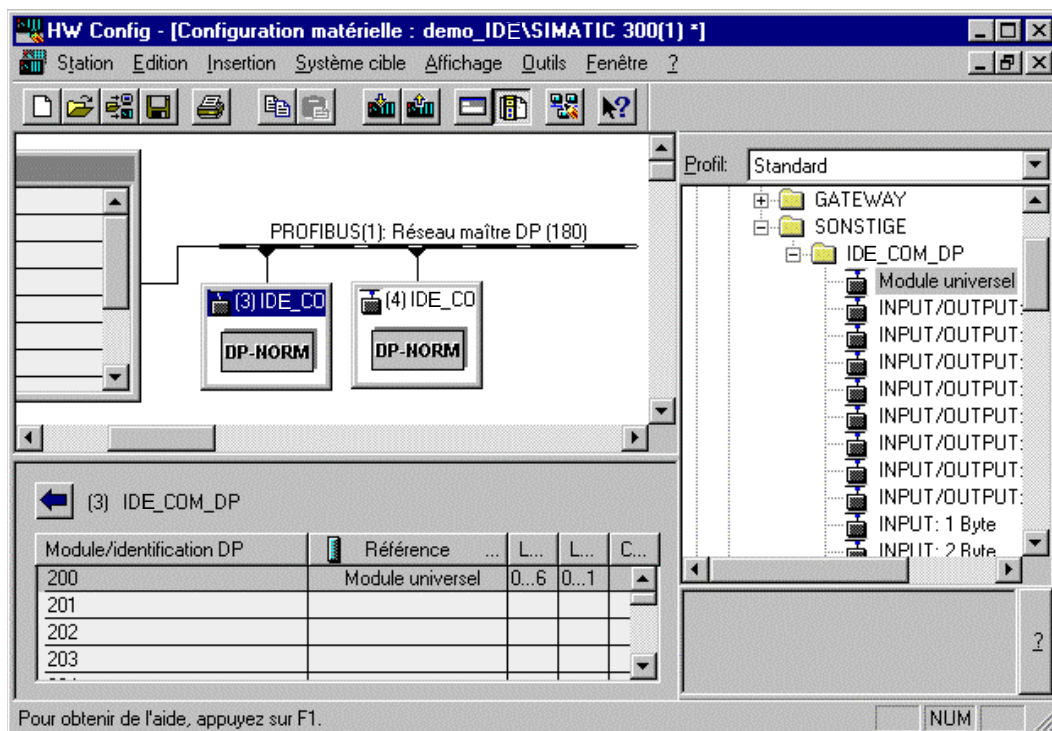 HW Config - [Configuration matérielle : demo_IDE\SIMATIC 300(1) *]
Station Edition Insertion Système cible Affichage Outils Fenêtre ?
PROFIBUS(1): Réseau maître DP (180)
(3) IDE_CO
DP-NORM
(4) IDE_CO
DP-NORM
Profil: Standard
GATEWAY
SONSTIGE
IDE_COM_DP
Module universel
INPUT/OUTPUT:
INPUT/OUTPUT:
INPUT/OUTPUT:
INPUT/OUTPUT:
INPUT/OUTPUT:
INPUT/OUTPUT:
INPUT/OUTPUT:
INPUT/OUTPUT:
INPUT: 1 Byte
INPUT: 2 Byte
(3) IDE_COM_DP
Module/identification DP Référence ... L... L... C...
200 Module universel 0...6 0...1
201
202
203
?
Pour obtenir de l'aide, appuyez sur F1.
NUM